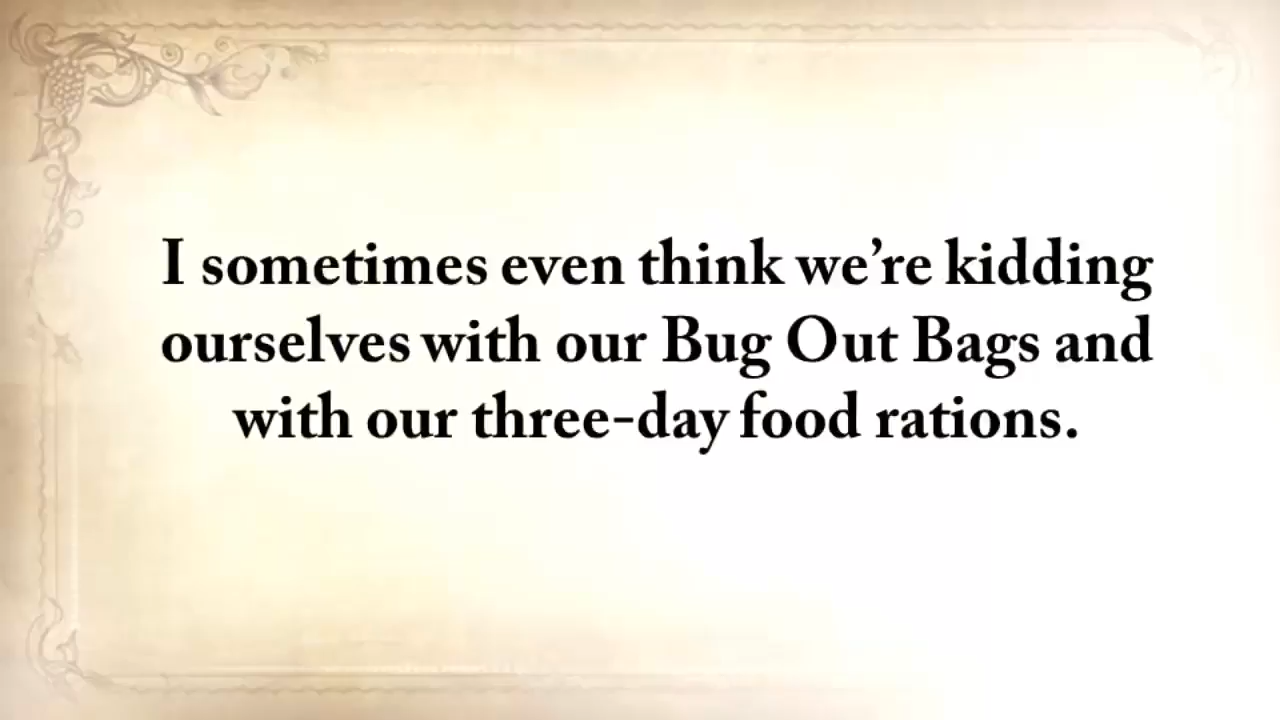 I sometimes even think we’re kidding
ourselves with our Bug Out Bags and
with our three-day food rations.